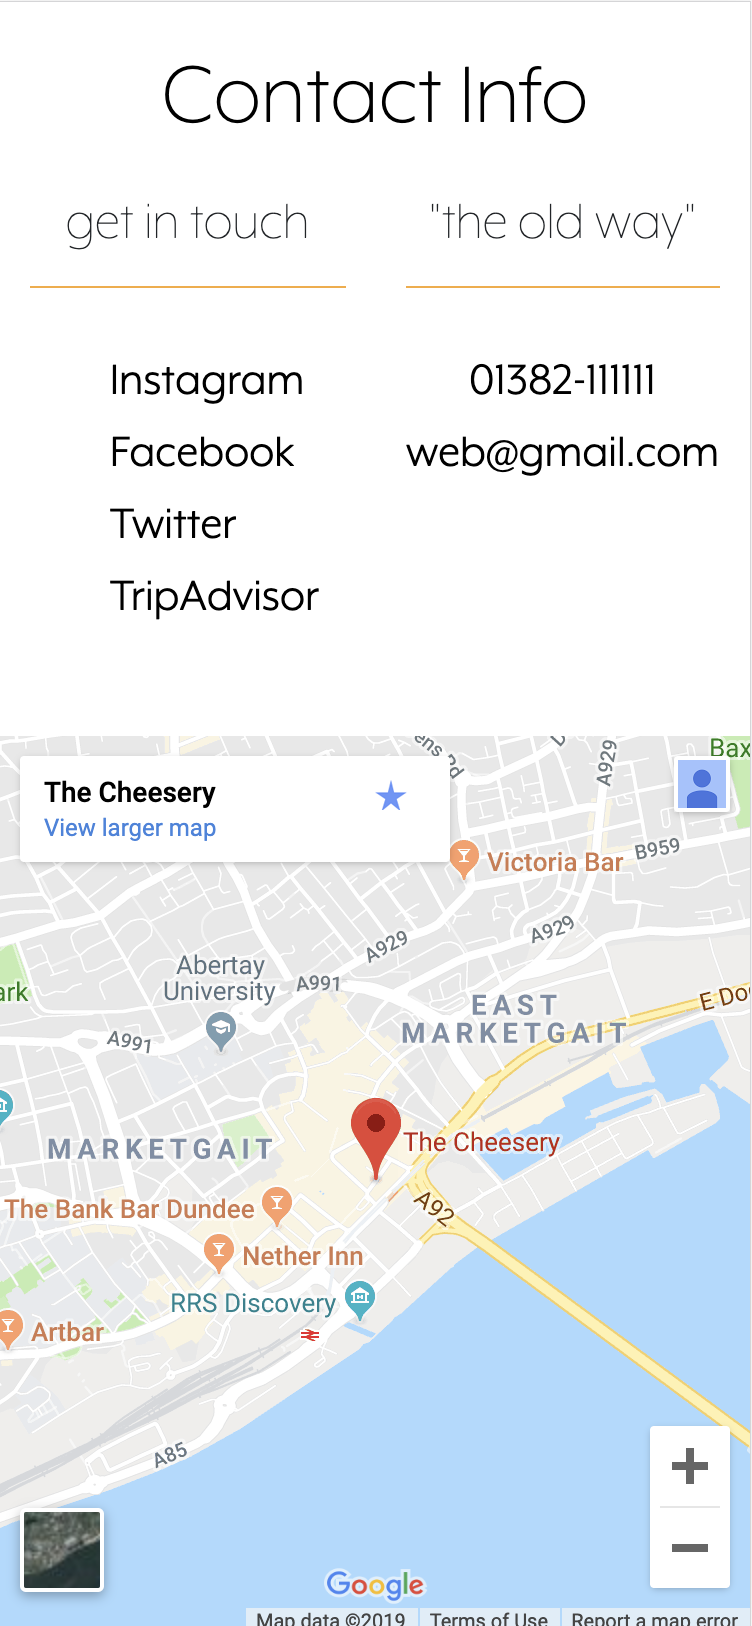 Contact Info
get in touch
"the old way"
Instagram
Facebook
Twitter
TripAdvisor
01382-111111
web@gmail.com
The Cheesery
View larger map
A929
Victoria Bar
B959
A929
A929
Abertay
University
A991
EAST
MARKETGAIT
A991
MARKETGAIT
The Cheesery
The Bank Bar Dundee
A92
Nether Inn
RRS Discovery
Artbar
A85
Google
Map data ©2019
Terms of Use
Report a map error